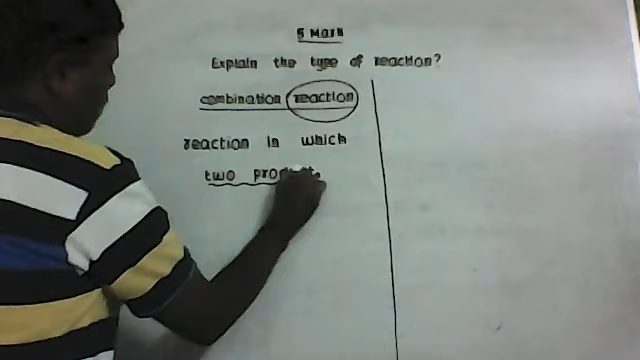 5 Mark
Explain the type of reaction?
combination reaction
reaction in which
two